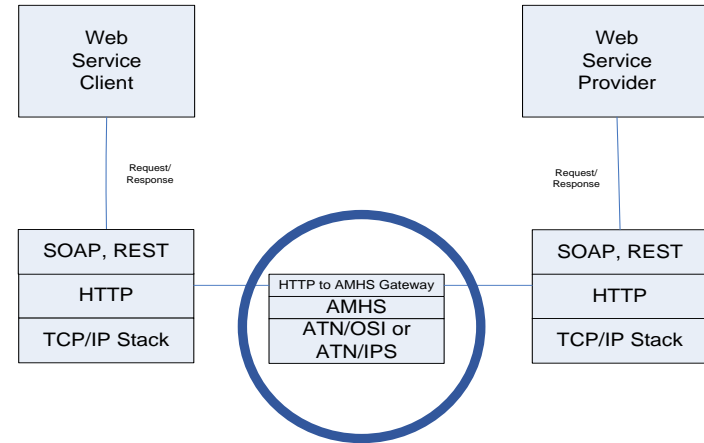 Web
Service
Client
Web
Service
Provider
Request/
Response
Request/
Response
SOAP, REST
HTTP
TCP/IP Stack
HTTP to AMHS Gateway
AMHS
ATN/OSI or
ATN/IPS
SOAP, REST
HTTP
TCP/IP Stack